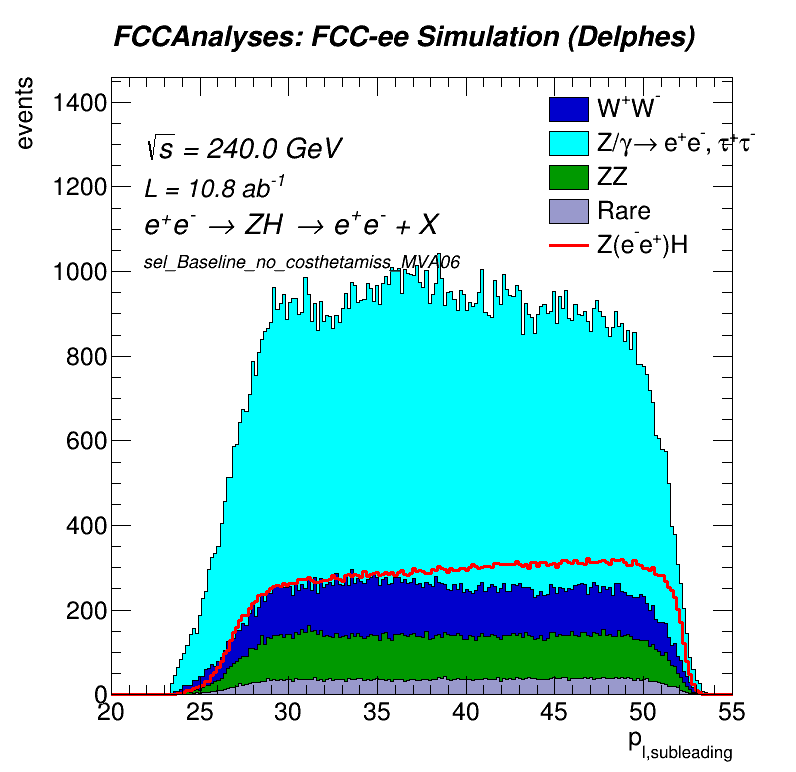 FCCAnalyses: FCC-ee Simulation (Delphes)
events
1400
1200
1000
800
600
400
200
0
√s = 240.0 GeV
L = 10.8 ab⁻¹
e⁺e⁻ → ZH → e⁺e⁻ + X
sel_Baseline_no_costhetamiss_MVA06
W⁺W⁻
Z/γ→ e⁺e⁻, τ⁺τ⁻
ZZ
Rare
Z(e⁻e⁺)H
20 25 30 35 40 45 50 55
p_l,subleading